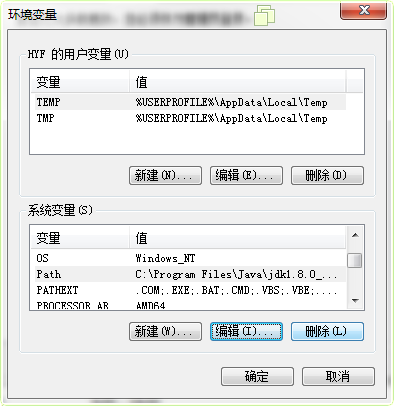 环境变量
HYF 的用户变量(U)
变量 值
TEMP %USERPROFILE%\AppData\Local\Temp
TMP %USERPROFILE%\AppData\Local\Temp
新建(N)... 编辑(E)... 删除(D)
系统变量(S)
变量 值
OS Windows_NT
Path C:\Program Files\Java\jdk1.8.0_...
PATHEXT .COM;.EXE;.BAT;.CMD;.VBS;.VBE;....
PROCESSOR_AR AMD64
新建(W)... 编辑(I)... 删除(L)
确定 取消